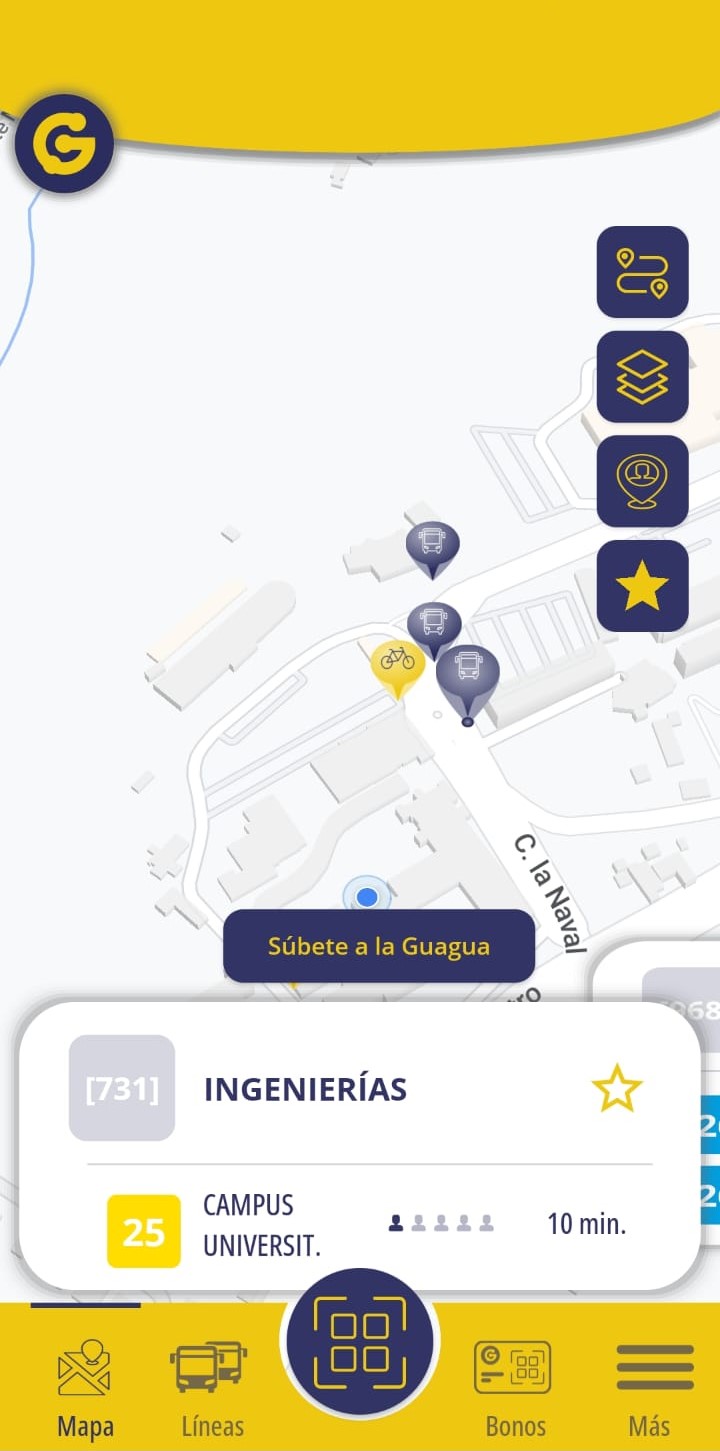 C. la Naval
Súbete a la Guagua
[731]
INGENIERÍAS
25
CAMPUS
UNIVERSIT.
10 min.
Mapa
Líneas
Bonos
Más